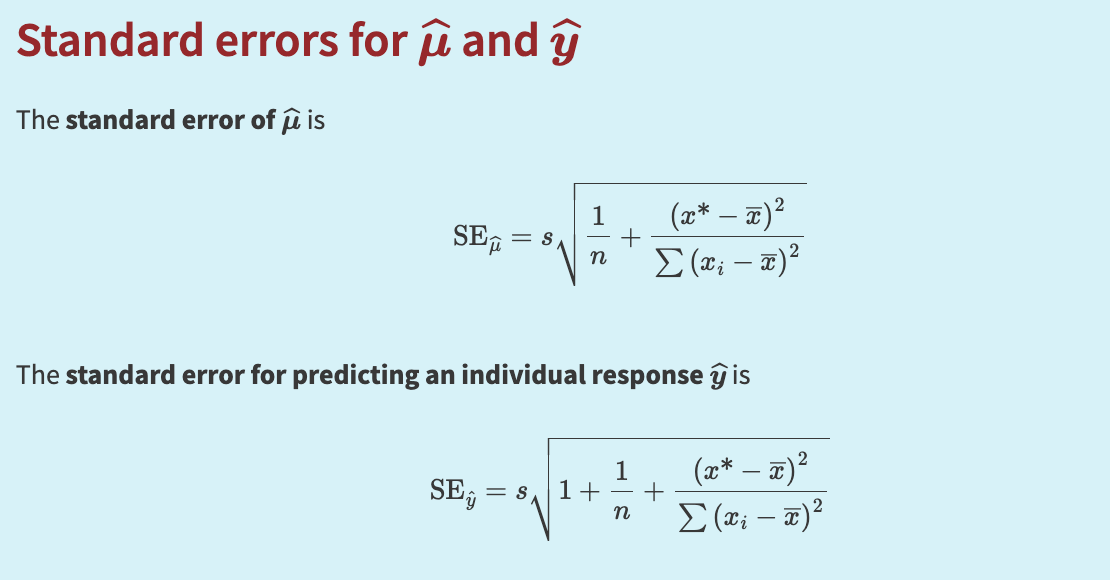 Standard errors for $\widehat{\mu}$ and $\widehat{y}$
The standard error of $\widehat{\mu}$ is
$\mathrm{SE}_{\widehat{\mu}} = s\sqrt{\frac{1}{n} + \frac{(x^* - \overline{x})^2}{\sum (x_i - \overline{x})^2}}$
The standard error for predicting an individual response $\widehat{y}$ is
$\mathrm{SE}_{\hat{y}} = s\sqrt{1 + \frac{1}{n} + \frac{(x^* - \overline{x})^2}{\sum (x_i - \overline{x})^2}}$